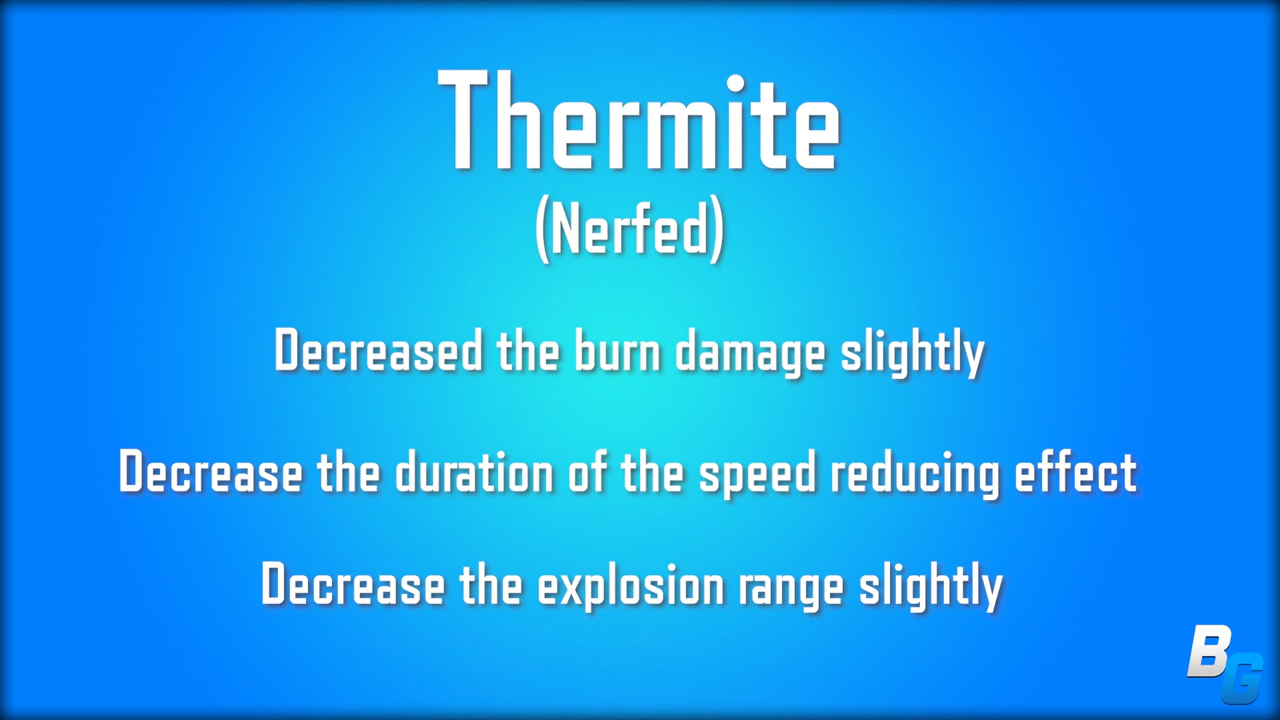 Thermite
(Nerfed)
Decreased the burn damage slightly
Decrease the duration of the speed reducing effect
Decrease the explosion range slightly
BG